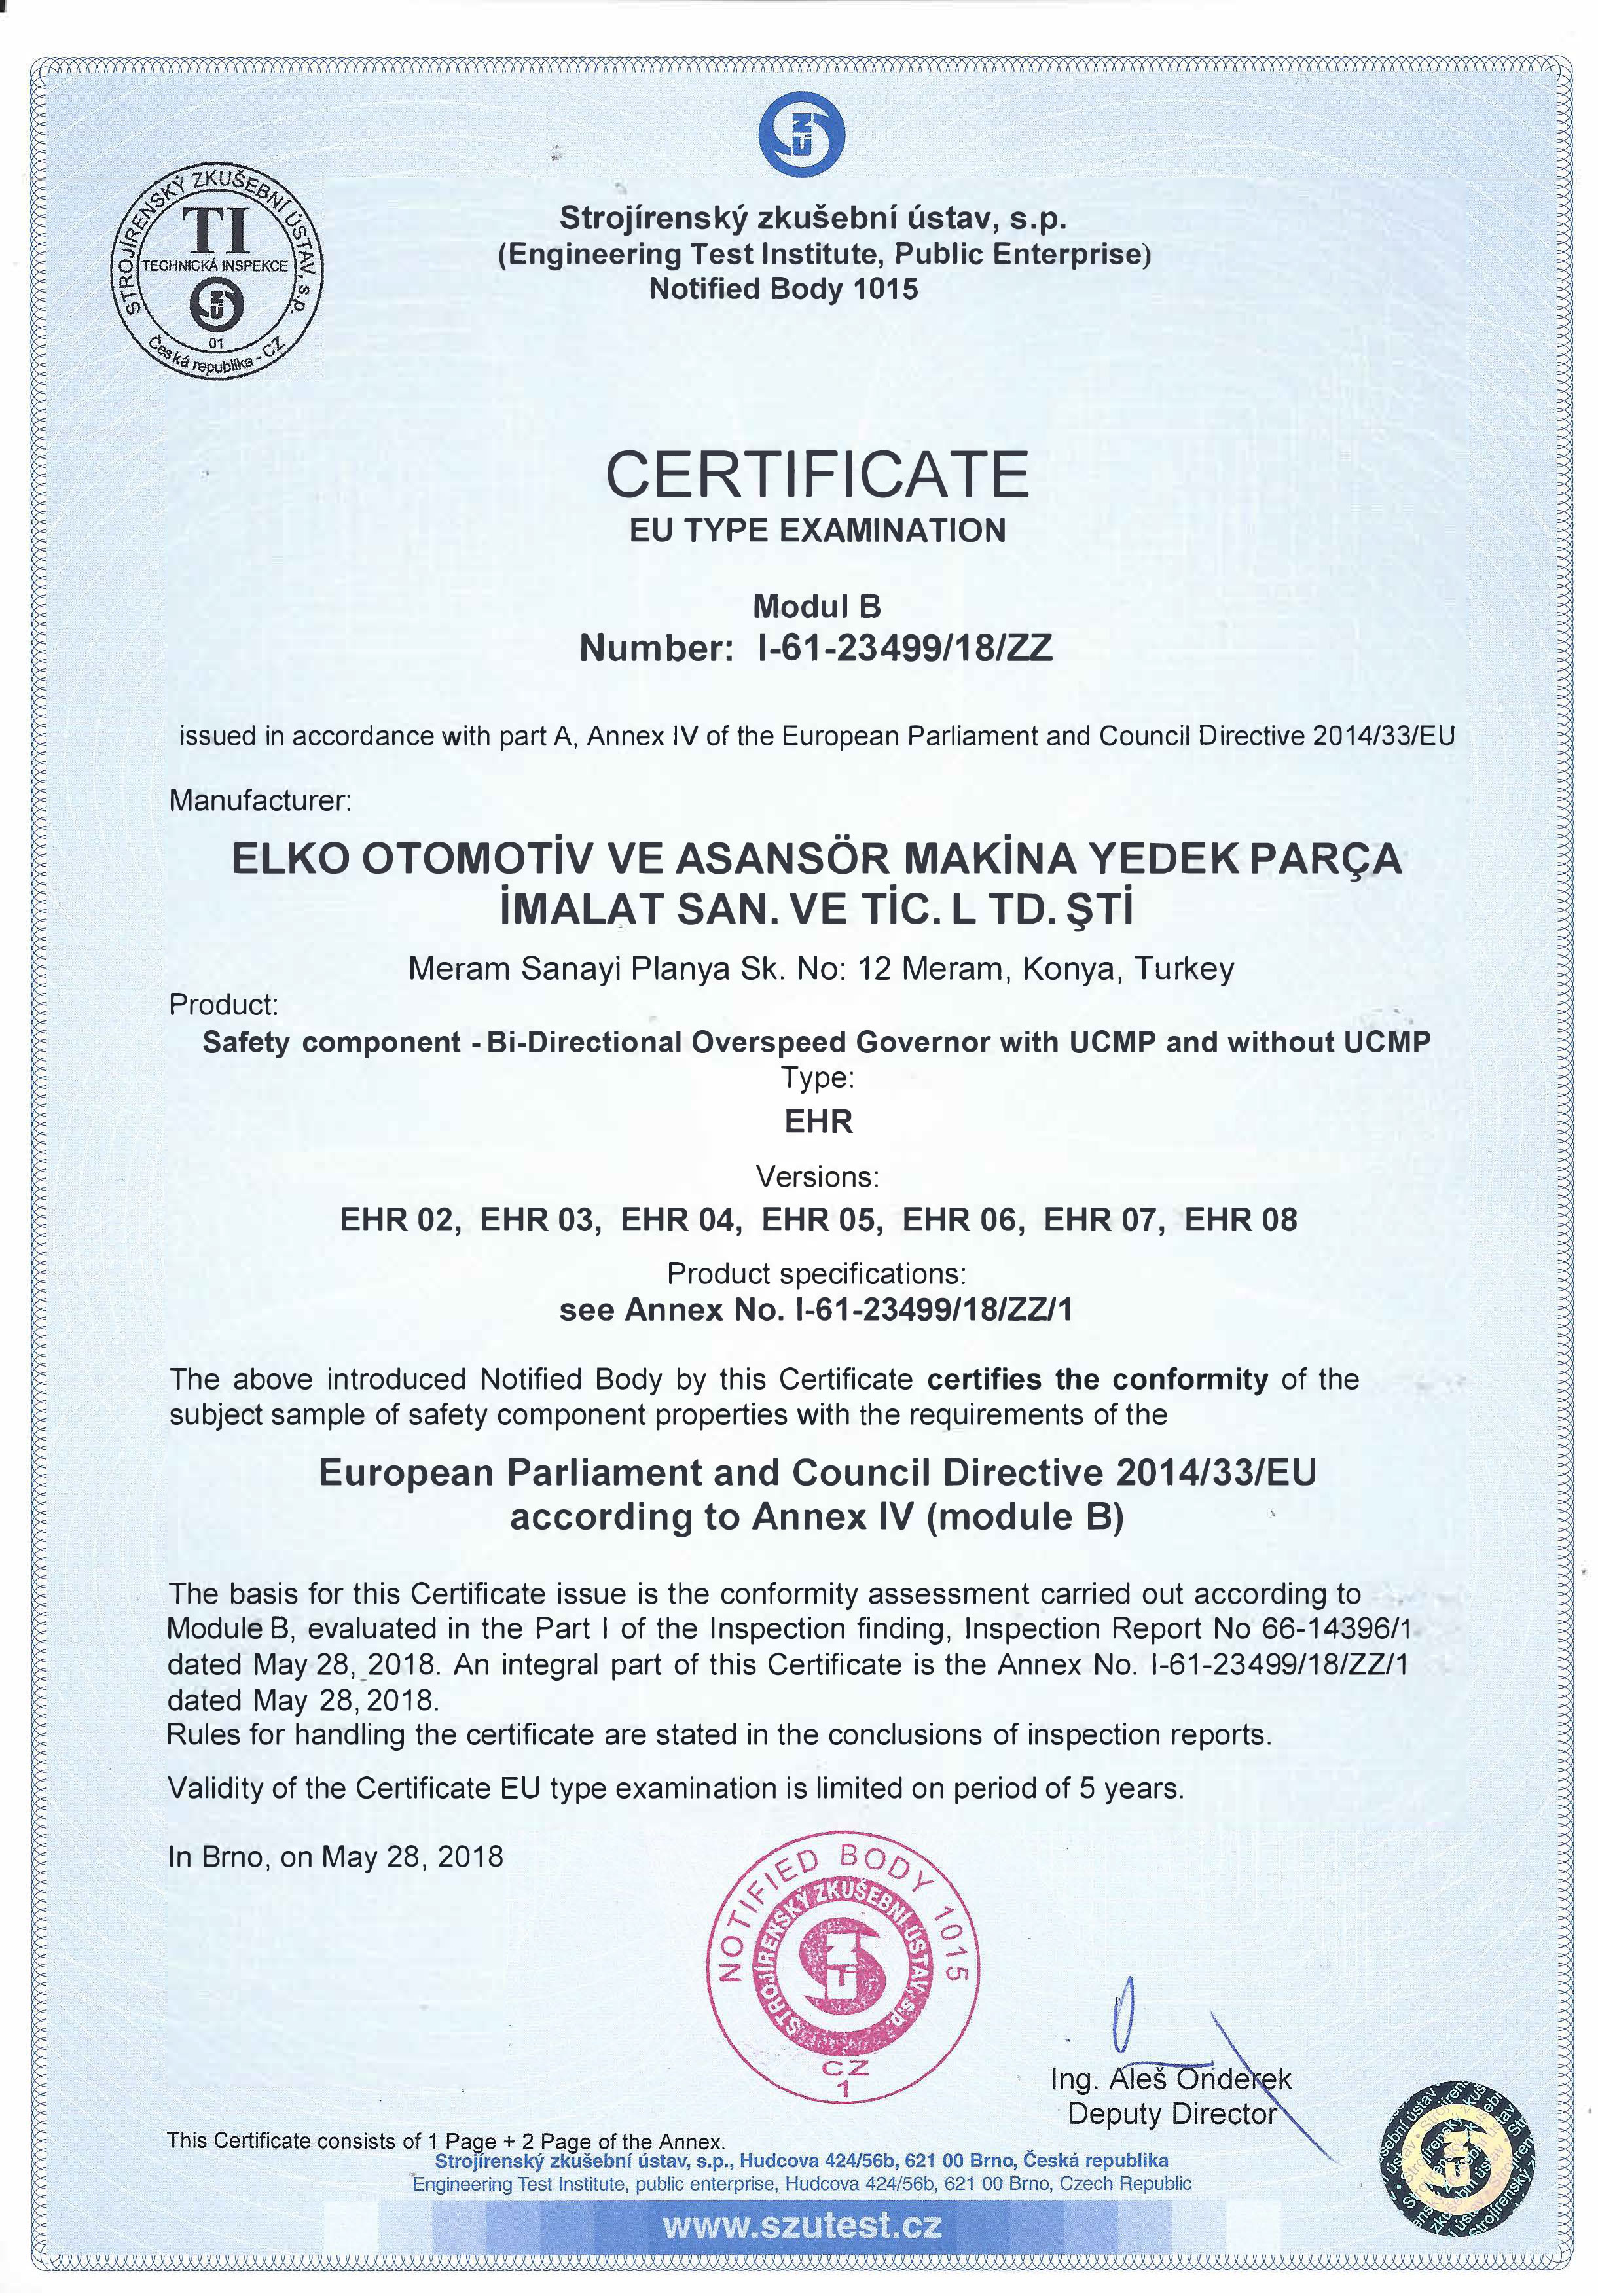 STROJÍRENSKÝ ZKUŠEBNÍ ÚSTAV, s.p.
TI
TECHNICKÁ INSPEKCE
01
Česká republika - CZ
Strojírenský zkušební ústav, s.p.
(Engineering Test Institute, Public Enterprise)
Notified Body 1015
CERTIFICATE
EU TYPE EXAMINATION
Modul B
Number: I-61-23499/18/ZZ
issued in accordance with part A, Annex IV of the European Parliament and Council Directive 2014/33/EU
Manufacturer:
ELKO OTOMOTİV VE ASANSÖR MAKİNA YEDEK PARÇA
İMALAT SAN. VE TİC. L TD. ŞTİ
Meram Sanayi Planya Sk. No: 12 Meram, Konya, Turkey
Product:
Safety component - Bi-Directional Overspeed Governor with UCMP and without UCMP
Type:
EHR
Versions:
EHR 02, EHR 03, EHR 04, EHR 05, EHR 06, EHR 07, EHR 08
Product specifications:
see Annex No. I-61-23499/18/ZZ/1
The above introduced Notified Body by this Certificate certifies the conformity of the
subject sample of safety component properties with the requirements of the
European Parliament and Council Directive 2014/33/EU
according to Annex IV (module B)
The basis for this Certificate issue is the conformity assessment carried out according to
Module B, evaluated in the Part I of the Inspection finding, Inspection Report No 66-14396/1
dated May 28, 2018. An integral part of this Certificate is the Annex No. I-61-23499/18/ZZ/1
dated May 28, 2018.
Rules for handling the certificate are stated in the conclusions of inspection reports.
Validity of the Certificate EU type examination is limited on period of 5 years.
In Brno, on May 28, 2018
NOTIFIED BODY 1015
STROJÍRENSKÝ ZKUŠEBNÍ ÚSTAV, s.p.
CZ
1
Ing. Aleš Onderek
Deputy Director
This Certificate consists of 1 Page + 2 Page of the Annex.
Strojírenský zkušební ústav, s.p., Hudcova 424/56b, 621 00 Brno, Česká republika
Engineering Test Institute, public enterprise, Hudcova 424/56b, 621 00 Brno, Czech Republic
www.szutest.cz